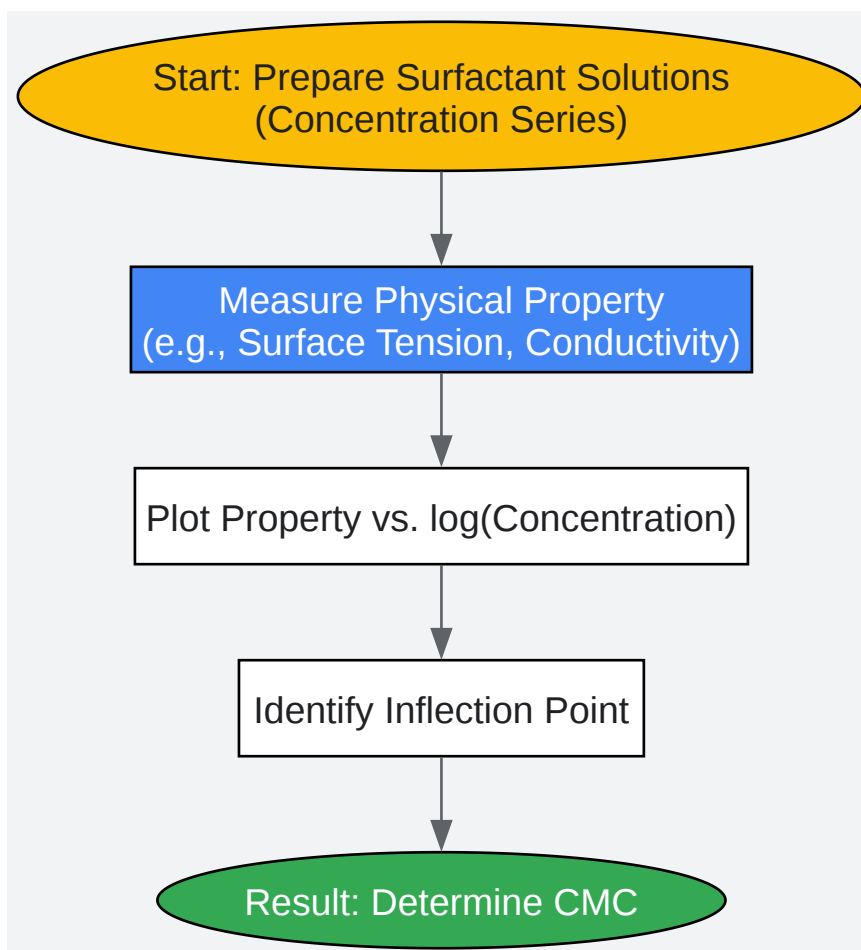 Start: Prepare Surfactant Solutions
(Concentration Series)
Measure Physical Property
(e.g., Surface Tension, Conductivity)
Plot Property vs. log(Concentration)
Identify Inflection Point
Result: Determine CMC